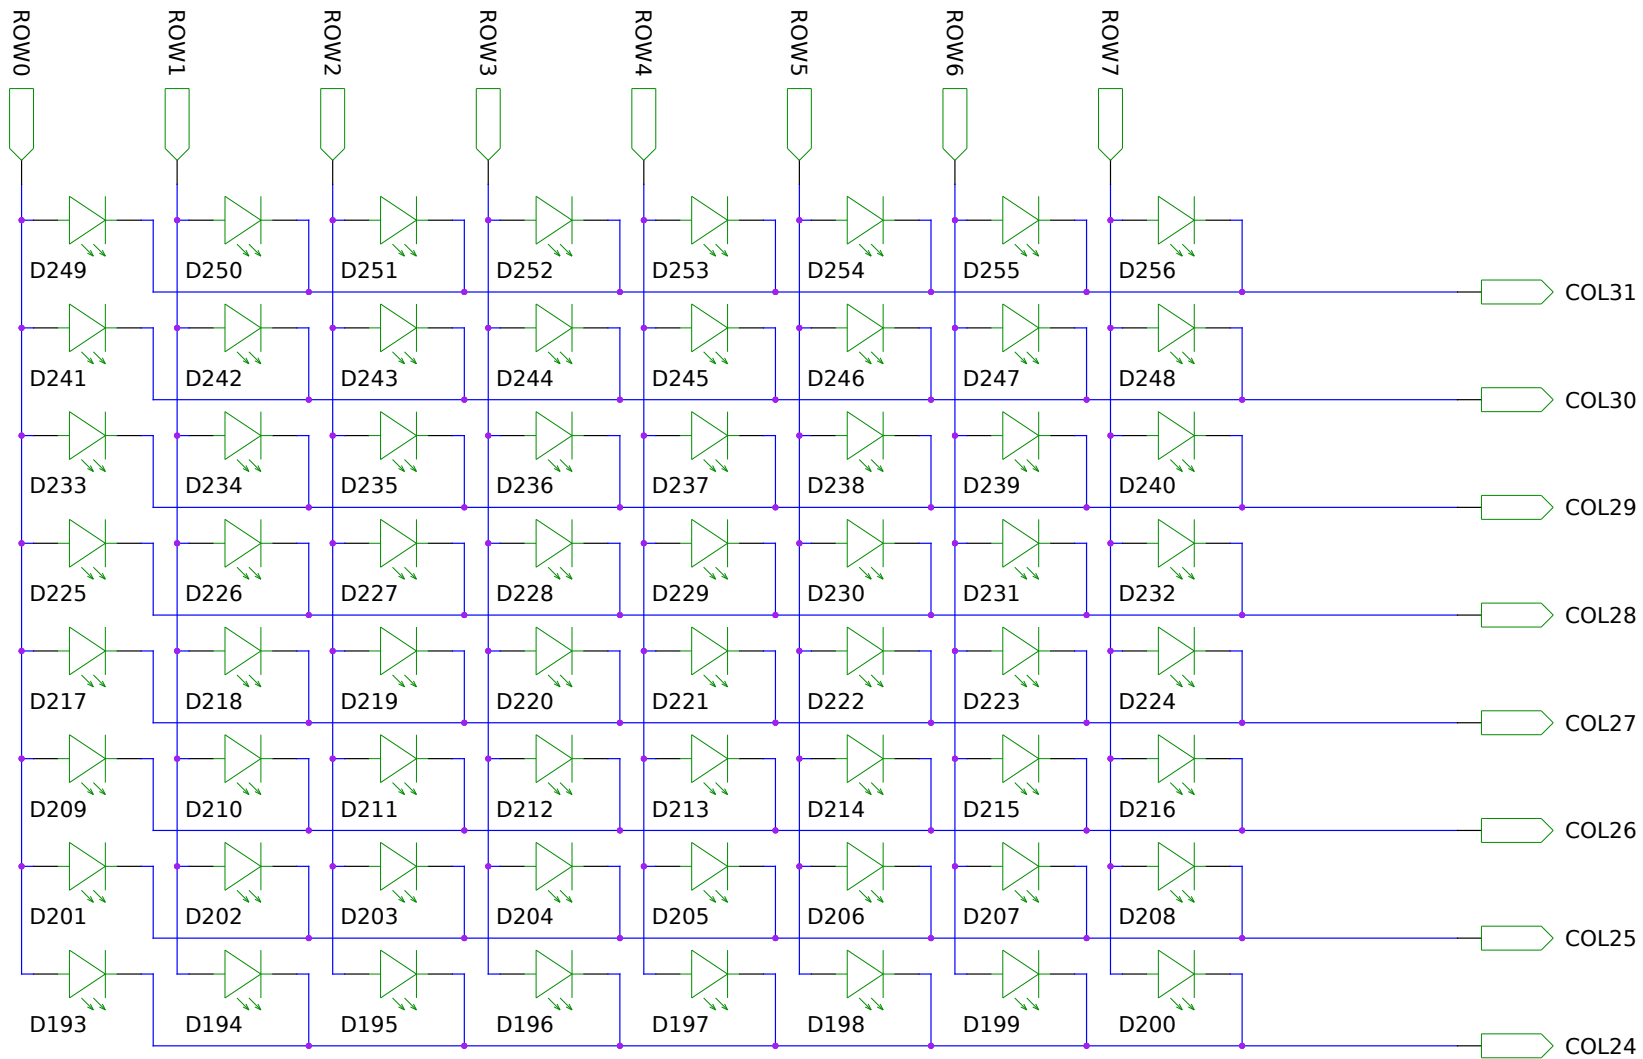 ROW0 ROW1 ROW2 ROW3 ROW4 ROW5 ROW6 ROW7
D249 D250 D251 D252 D253 D254 D255 D256
COL31
D241 D242 D243 D244 D245 D246 D247 D248
COL30
D233 D234 D235 D236 D237 D238 D239 D240
COL29
D225 D226 D227 D228 D229 D230 D231 D232
COL28
D217 D218 D219 D220 D221 D222 D223 D224
COL27
D209 D210 D211 D212 D213 D214 D215 D216
COL26
D201 D202 D203 D204 D205 D206 D207 D208
COL25
D193 D194 D195 D196 D197 D198 D199 D200
COL24